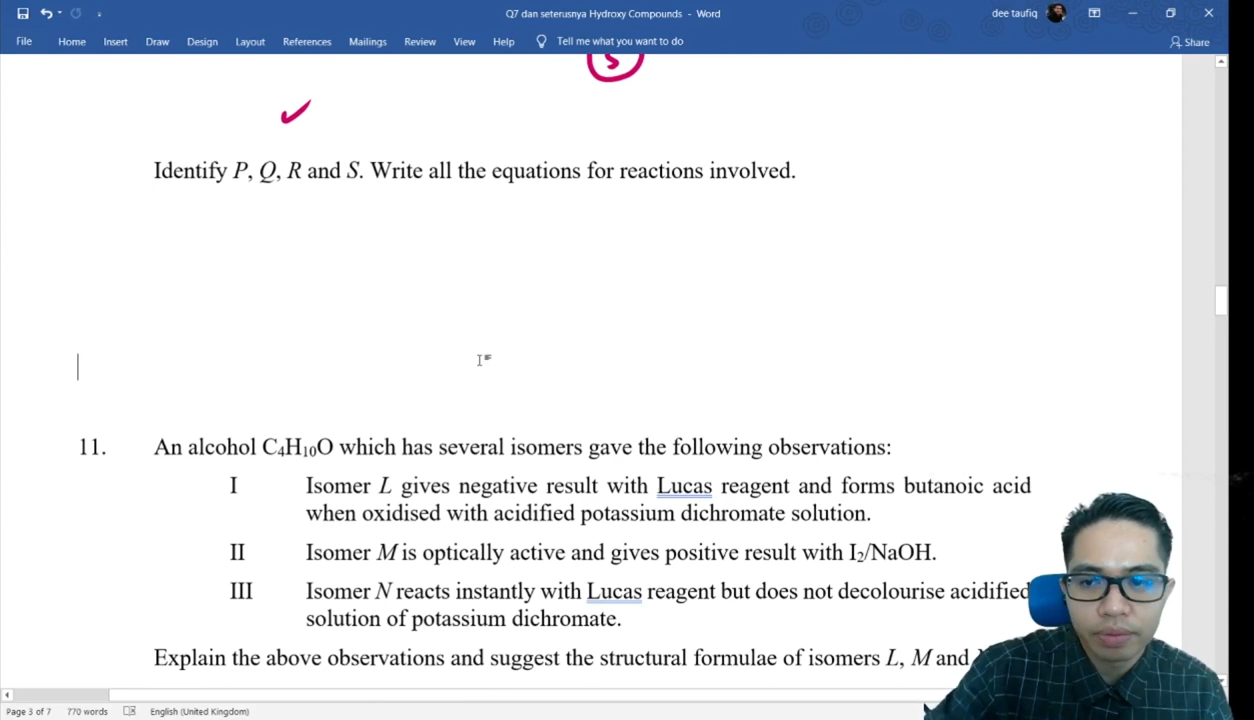 Q7 dan seterusnya Hydroxy Compounds - Word
dee taufiq
File Home Insert Draw Design Layout References Mailings Review View Help Tell me what you want to do Share
S
Identify P, Q, R and S. Write all the equations for reactions involved.
11. An alcohol C₄H₁₀O which has several isomers gave the following observations:
I Isomer L gives negative result with Lucas reagent and forms butanoic acid
when oxidised with acidified potassium dichromate solution.
II Isomer M is optically active and gives positive result with I₂/NaOH.
III Isomer N reacts instantly with Lucas reagent but does not decolourise acidified
solution of potassium dichromate.
Explain the above observations and suggest the structural formulae of isomers L, M and
Page 3 of 7 770 words English (United Kingdom)